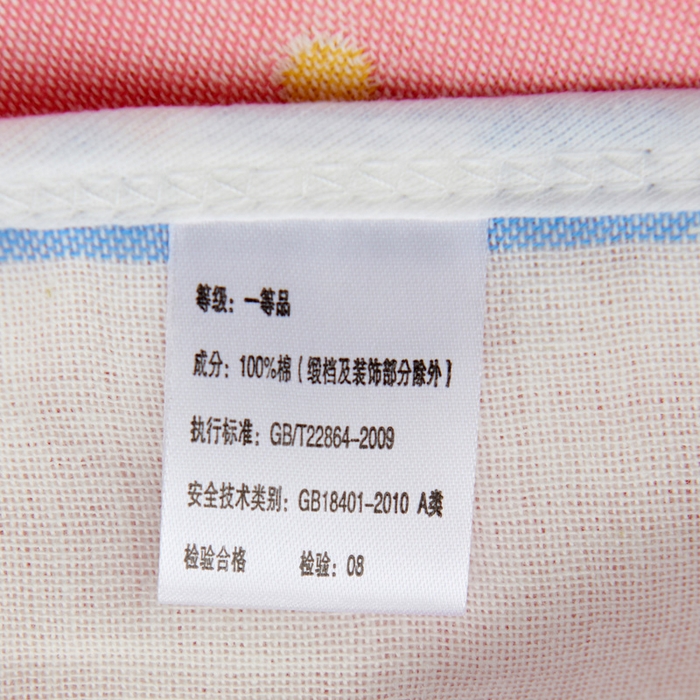 等级：一等品
成分：100%棉（缎档及装饰部分除外）
执行标准：GB/T22864-2009
安全技术类别：GB18401-2010 A类
检验合格 检验：08